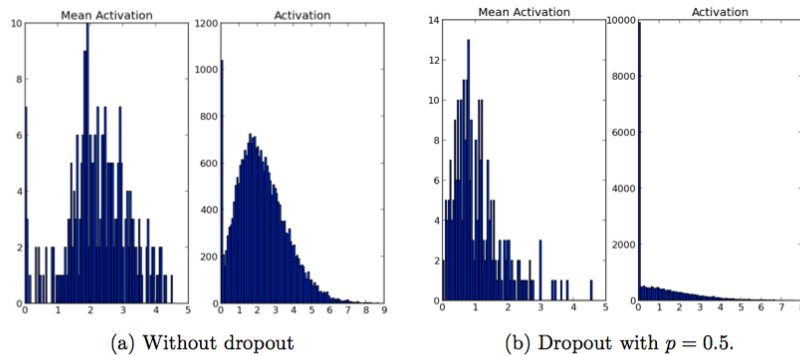 Mean Activation
10
8
6
4
2
0
0 1 2 3 4 5
Activation
1200
1000
800
600
400
200
0
0 1 2 3 4 5 6 7 8 9
(a) Without dropout
Mean Activation
14
12
10
8
6
4
2
0
0 1 2 3 4 5
Activation
10000
8000
6000
4000
2000
0
0 1 2 3 4 5 6 7
(b) Dropout with p = 0.5.